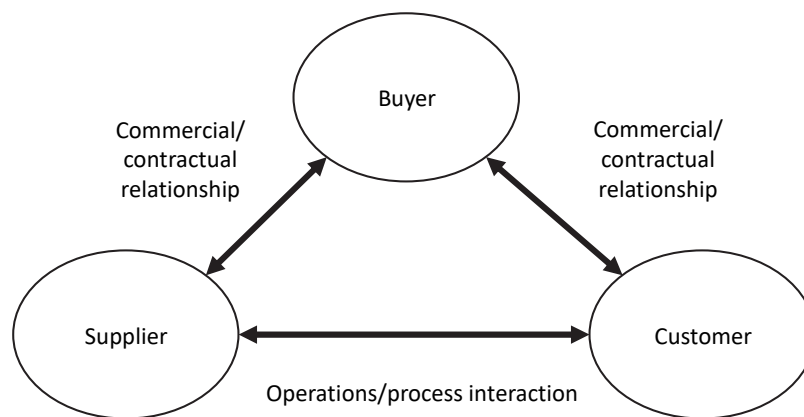 Buyer
Commercial/
contractual
relationship
Commercial/
contractual
relationship
Supplier
Customer
Operations/process interaction